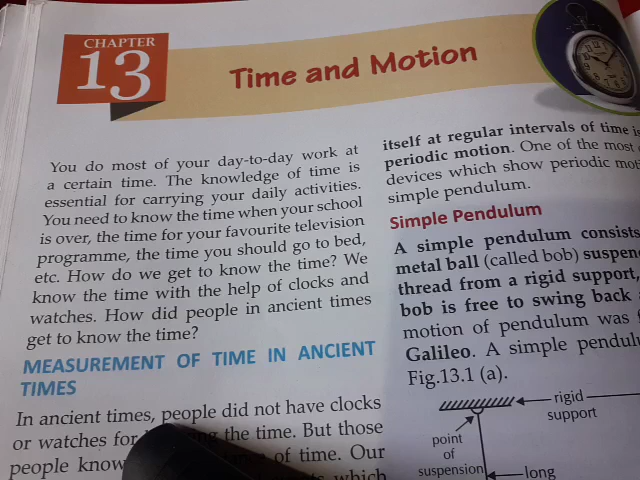 CHAPTER
13
Time and Motion
You do most of your day-to-day work at
a certain time. The knowledge of time is
essential for carrying your daily activities.
You need to know the time when your school
is over, the time for your favourite television
programme, the time you should go to bed,
etc. How do we get to know the time? We
know the time with the help of clocks and
watches. How did people in ancient times
get to know the time?
MEASUREMENT OF TIME IN ANCIENT
TIMES
In ancient times, people did not have clocks
or watches for the time. But those
people know of time. Our
which
itself at regular intervals of time is
periodic motion. One of the most
devices which show periodic
simple pendulum.
Simple Pendulum
A simple pendulum consists
metal ball (called bob)
thread from a rigid support,
bob is free to swing back
motion of pendulum was
Galileo. A simple
Fig.13.1 (a).
rigid
support
point
of
suspension
long